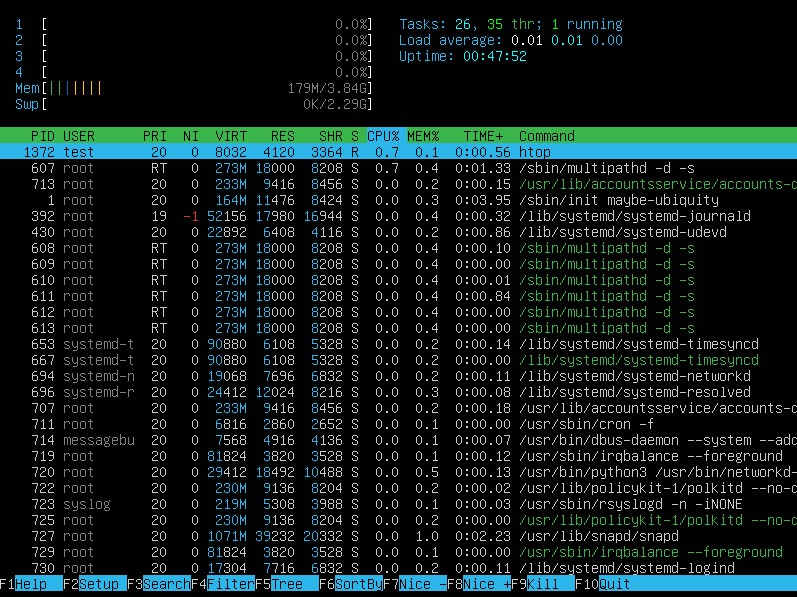 1 [ 0.0%] Tasks: 26, 35 thr; 1 running
2 [ 0.0%] Load average: 0.01 0.01 0.00
3 [ 0.0%] Uptime: 00:47:52
4 [ 0.0%]
Mem[||||||| 179M/3.84G]
Swp[ 0K/2.29G]
PID USER PRI NI VIRT RES SHR S CPU% MEM% TIME+ Command
1372 test 20 0 8032 4120 3364 R 0.7 0.1 0:00.56 htop
607 root RT 0 273M 18000 8208 S 0.7 0.4 0:01.33 /sbin/multipathd -d -s
713 root 20 0 233M 9416 8456 S 0.0 0.2 0:00.15 /usr/lib/accountsservice/accounts-d
1 root 20 0 164M 11476 8424 S 0.0 0.3 0:03.95 /sbin/init maybe-ubiquity
392 root 19 -1 52156 17980 16944 S 0.0 0.4 0:00.32 /lib/systemd/systemd-journald
430 root 20 0 22892 6408 4116 S 0.0 0.2 0:00.86 /lib/systemd/systemd-udevd
608 root RT 0 273M 18000 8208 S 0.0 0.4 0:00.10 /sbin/multipathd -d -s
609 root RT 0 273M 18000 8208 S 0.0 0.4 0:00.00 /sbin/multipathd -d -s
610 root RT 0 273M 18000 8208 S 0.0 0.4 0:00.01 /sbin/multipathd -d -s
611 root RT 0 273M 18000 8208 S 0.0 0.4 0:00.84 /sbin/multipathd -d -s
612 root RT 0 273M 18000 8208 S 0.0 0.4 0:00.00 /sbin/multipathd -d -s
613 root RT 0 273M 18000 8208 S 0.0 0.4 0:00.00 /sbin/multipathd -d -s
653 systemd-t 20 0 90880 6108 5328 S 0.0 0.2 0:00.14 /lib/systemd/systemd-timesyncd
667 systemd-t 20 0 90880 6108 5328 S 0.0 0.2 0:00.00 /lib/systemd/systemd-timesyncd
694 systemd-n 20 0 19068 7696 6832 S 0.0 0.2 0:00.11 /lib/systemd/systemd-networkd
696 systemd-r 20 0 24412 12024 8216 S 0.0 0.3 0:00.08 /lib/systemd/systemd-resolved
707 root 20 0 233M 9416 8456 S 0.0 0.2 0:00.18 /usr/lib/accountsservice/accounts-d
711 root 20 0 6816 2860 2652 S 0.0 0.1 0:00.00 /usr/sbin/cron -f
714 messagebu 20 0 7568 4916 4136 S 0.0 0.1 0:00.07 /usr/bin/dbus-daemon --system --add
719 root 20 0 81824 3820 3528 S 0.0 0.1 0:00.12 /usr/sbin/irqbalance --foreground
720 root 20 0 29412 18492 10488 S 0.0 0.5 0:00.13 /usr/bin/python3 /usr/bin/networkd-
722 root 20 0 230M 9136 8204 S 0.0 0.2 0:00.02 /usr/lib/policykit-1/polkitd --no-d
723 syslog 20 0 219M 5308 3988 S 0.0 0.1 0:00.03 /usr/sbin/rsyslogd -n -iNONE
725 root 20 0 230M 9136 8204 S 0.0 0.2 0:00.00 /usr/lib/policykit-1/polkitd --no-d
727 root 20 0 1071M 39232 20332 S 0.0 1.0 0:02.23 /usr/lib/snapd/snapd
729 root 20 0 81824 3820 3528 S 0.0 0.1 0:00.00 /usr/sbin/irqbalance --foreground
730 root 20 0 17304 7716 6832 S 0.0 0.2 0:00.11 /lib/systemd/systemd-logind
F1Help F2Setup F3SearchF4FilterF5Tree F6SortByF7Nice -F8Nice +F9Kill F10Quit